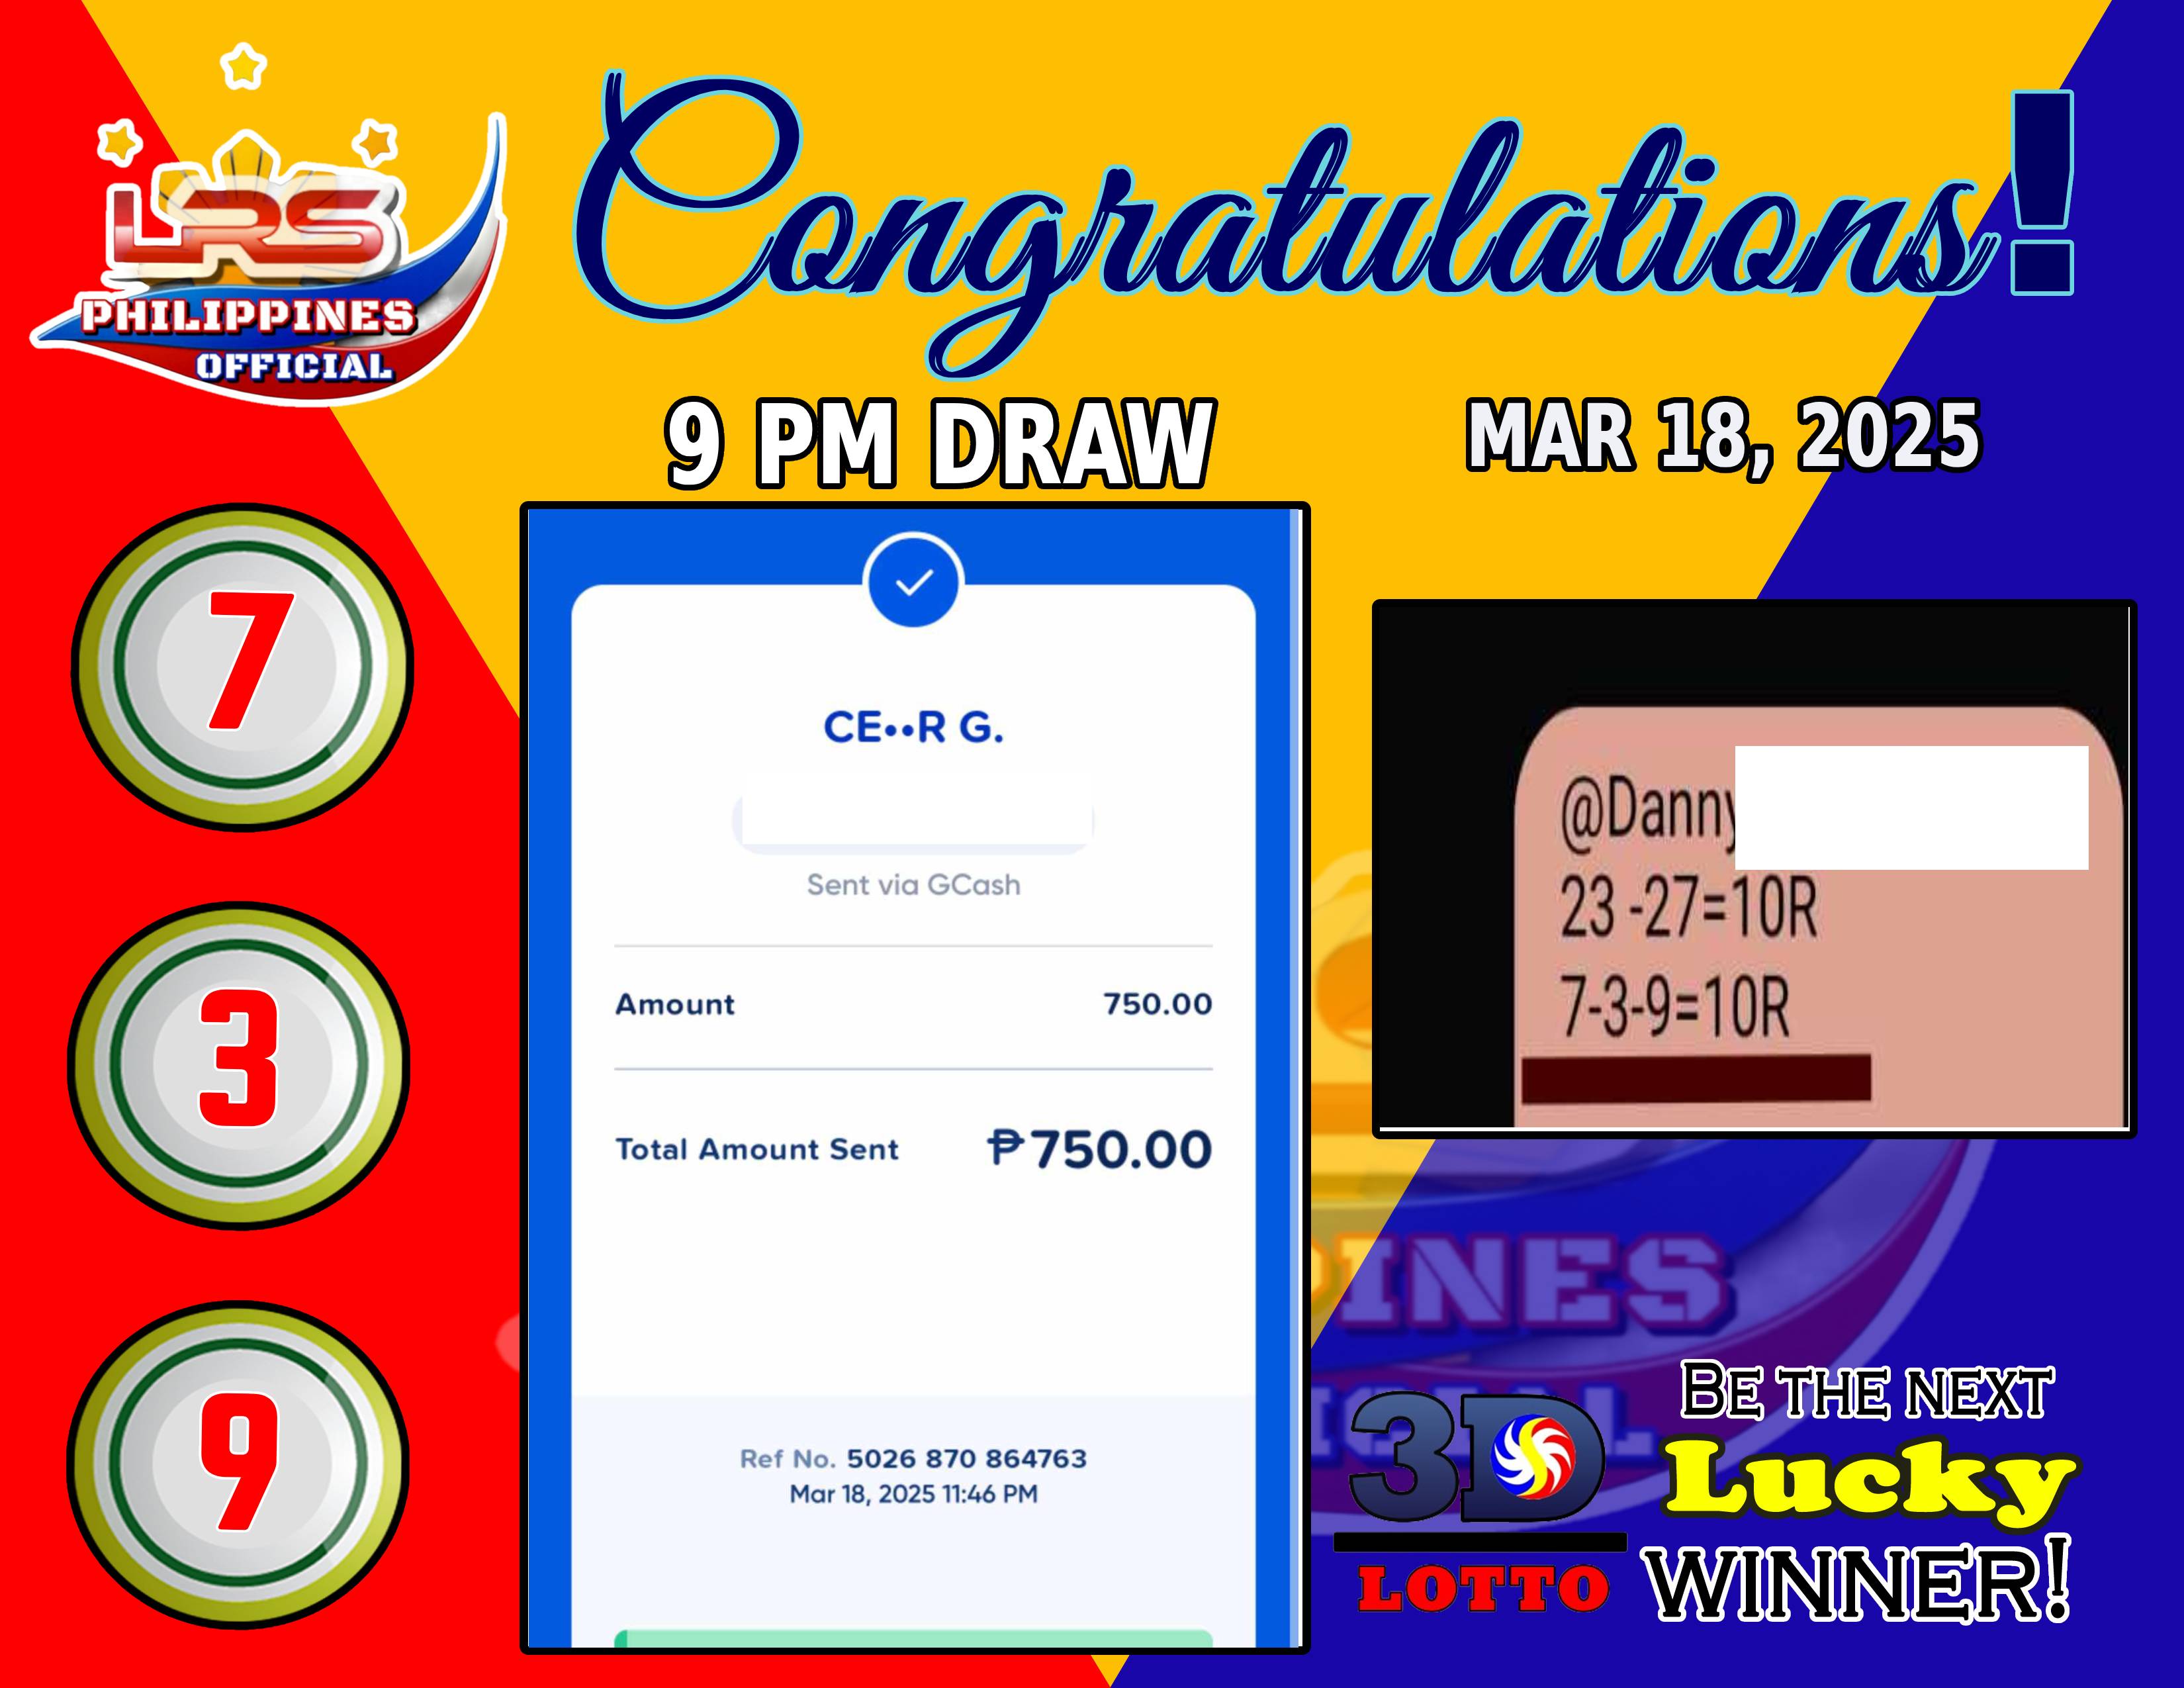 LRS
PHILIPPINES
OFFICIAL
Congratulations!
9 PM DRAW
MAR 18, 2025
7
3
9
CE••R G.
Sent via GCash
Amount 750.00
Total Amount Sent ₱750.00
Ref No. 5026 870 864763
Mar 18, 2025 11:46 PM
@Danny
23 -27=10R
7-3-9=10R
PINES
ICIAL
3D
LOTTO
BE THE NEXT
Lucky
WINNER!